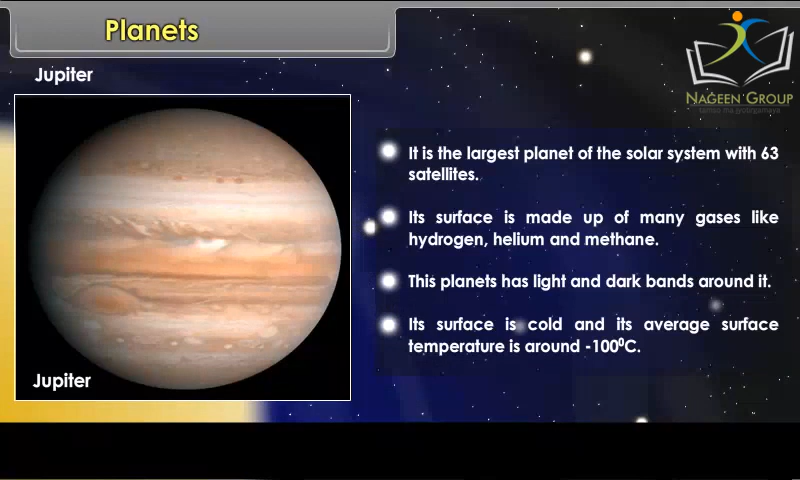 Planets
NAGEEN GROUP
Jupiter
It is the largest planet of the solar system with 63
satellites.
Its surface is made up of many gases like
hydrogen, helium and methane.
This planets has light and dark bands around it.
Its surface is cold and its average surface
temperature is around -100⁰C.
Jupiter